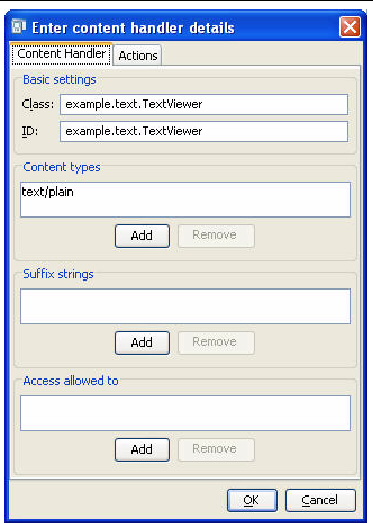 Enter content handler details
Content Handler Actions
Basic settings
Class: example.text.TextViewer
ID: example.text.TextViewer
Content types
text/plain
Add Remove
Suffix strings
Add Remove
Access allowed to
Add Remove
OK Cancel